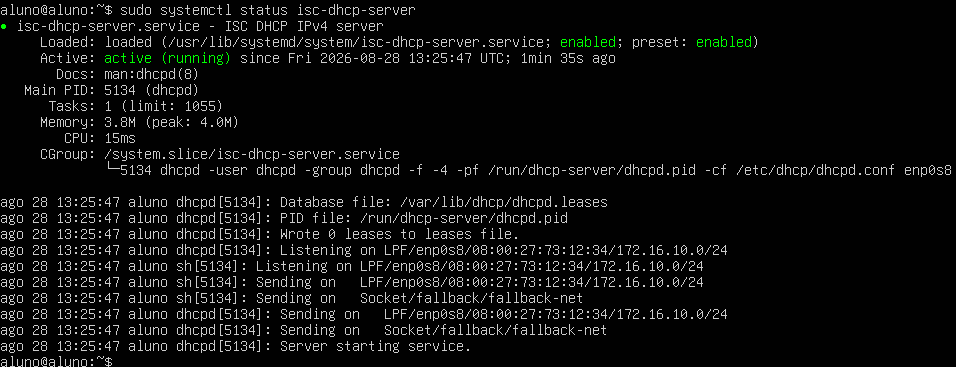 aluno@aluno:~$ sudo systemctl status isc-dhcp-server
● isc-dhcp-server.service - ISC DHCP IPv4 server
     Loaded: loaded (/usr/lib/systemd/system/isc-dhcp-server.service; enabled; preset: enabled)
     Active: active (running) since Fri 2026-08-28 13:25:47 UTC; 1min 35s ago
       Docs: man:dhcpd(8)
   Main PID: 5134 (dhcpd)
      Tasks: 1 (limit: 1055)
     Memory: 3.8M (peak: 4.0M)
        CPU: 15ms
     CGroup: /system.slice/isc-dhcp-server.service
             └─5134 dhcpd -user dhcpd -group dhcpd -f -4 -pf /run/dhcp-server/dhcpd.pid -cf /etc/dhcp/dhcpd.conf enp0s8

ago 28 13:25:47 aluno dhcpd[5134]: Database file: /var/lib/dhcp/dhcpd.leases
ago 28 13:25:47 aluno dhcpd[5134]: PID file: /run/dhcp-server/dhcpd.pid
ago 28 13:25:47 aluno dhcpd[5134]: Wrote 0 leases to leases file.
ago 28 13:25:47 aluno dhcpd[5134]: Listening on LPF/enp0s8/08:00:27:73:12:34/172.16.10.0/24
ago 28 13:25:47 aluno sh[5134]: Listening on LPF/enp0s8/08:00:27:73:12:34/172.16.10.0/24
ago 28 13:25:47 aluno sh[5134]: Sending on   LPF/enp0s8/08:00:27:73:12:34/172.16.10.0/24
ago 28 13:25:47 aluno sh[5134]: Sending on   Socket/fallback/fallback-net
ago 28 13:25:47 aluno dhcpd[5134]: Sending on   LPF/enp0s8/08:00:27:73:12:34/172.16.10.0/24
ago 28 13:25:47 aluno dhcpd[5134]: Sending on   Socket/fallback/fallback-net
ago 28 13:25:47 aluno dhcpd[5134]: Server starting service.
aluno@aluno:~$